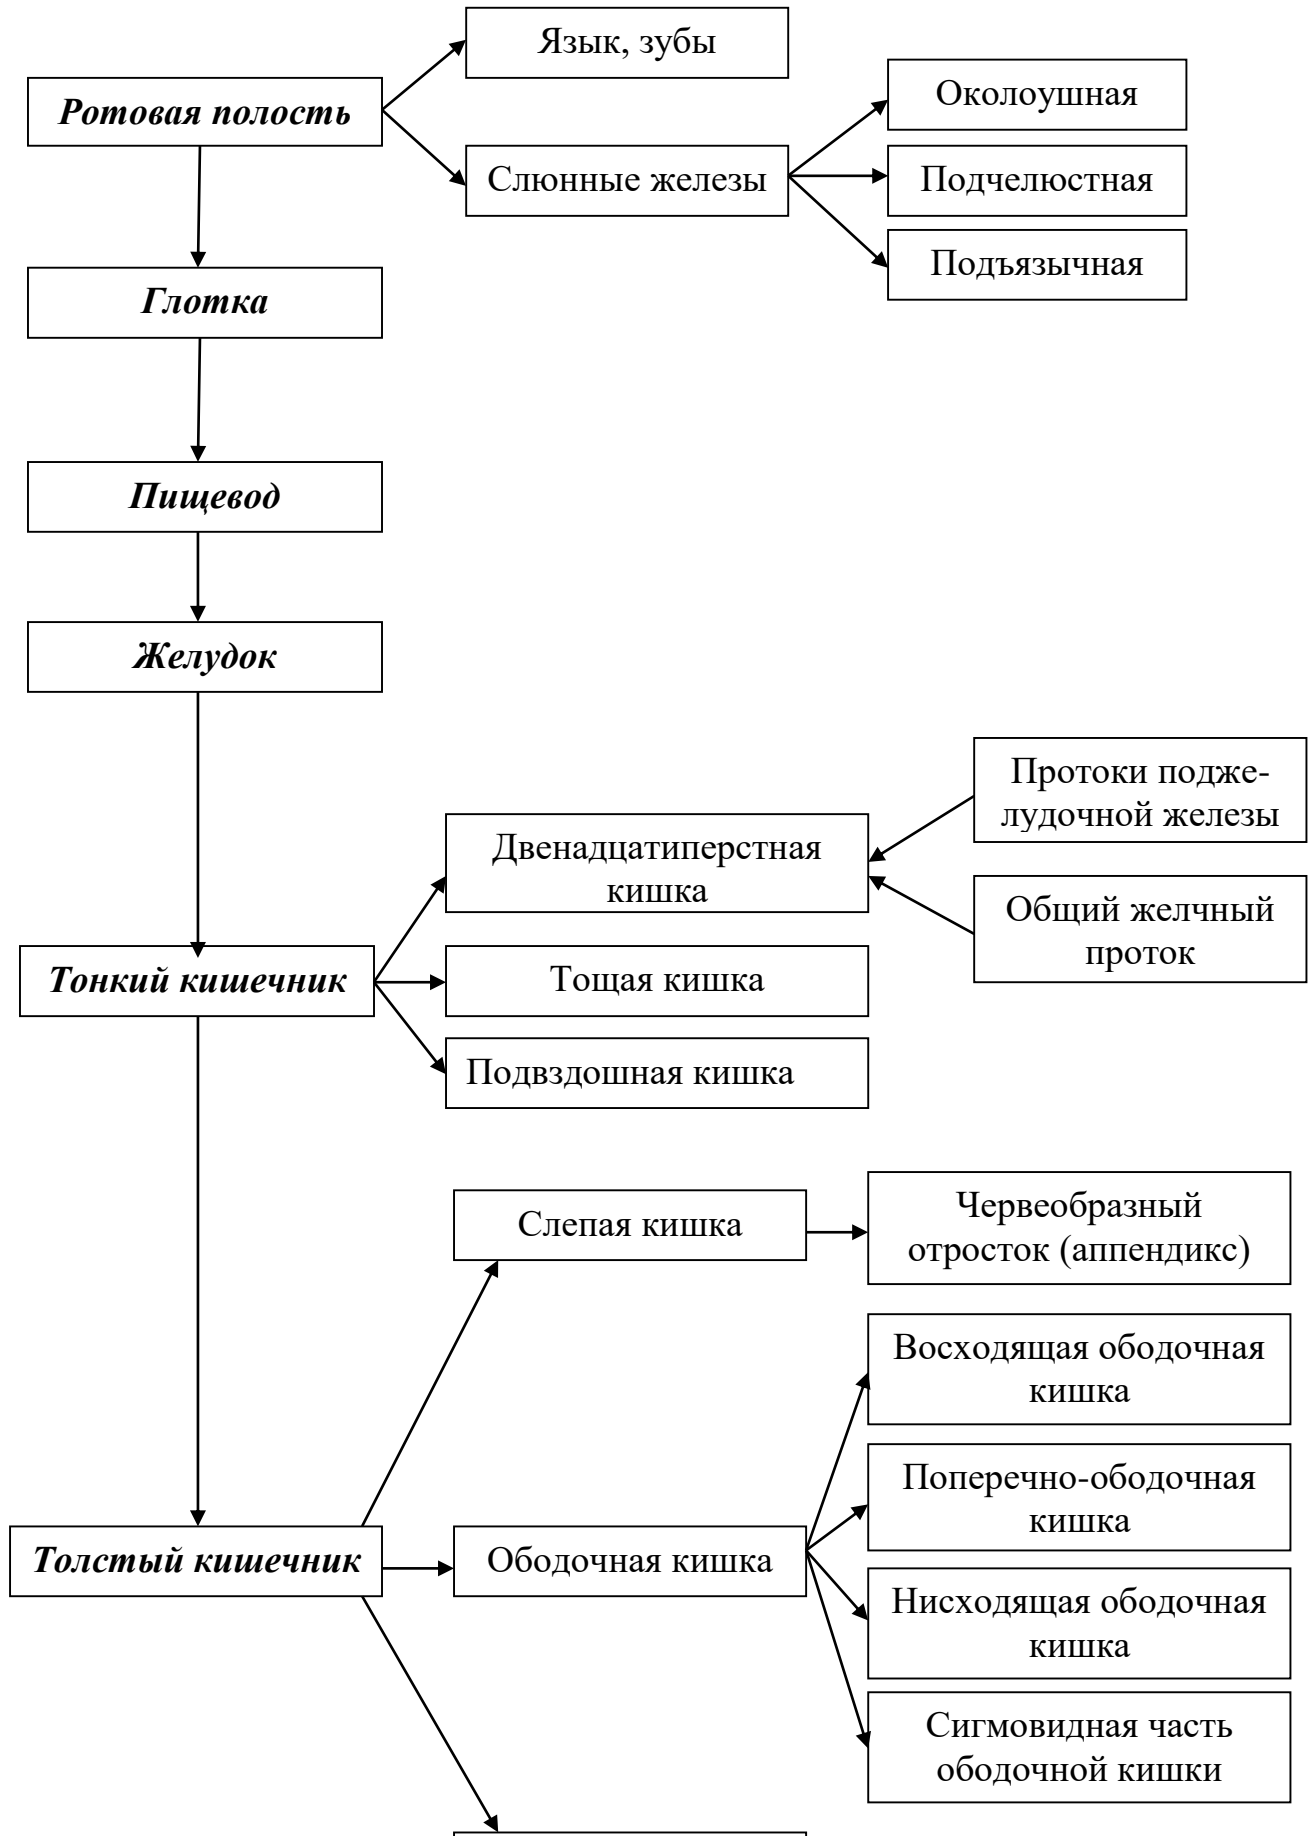 Язык, зубы
Ротовая полость
Околоушная
Слюнные железы
Подчелюстная
Подъязычная
Глотка
Пищевод
Желудок
Протоки поддже-
лудочной железы
Двенадцатиперстная
кишка
Общий желчный
проток
Тонкий кишечник
Тощая кишка
Подвздошная кишка
Слепая кишка
Червеобразный
отросток (аппендикс)
Восходящая ободочная
кишка
Поперечно-ободочная
кишка
Толстый кишечник
Ободочная кишка
Нисходящая ободочная
кишка
Сигмовидная часть
ободочной кишки